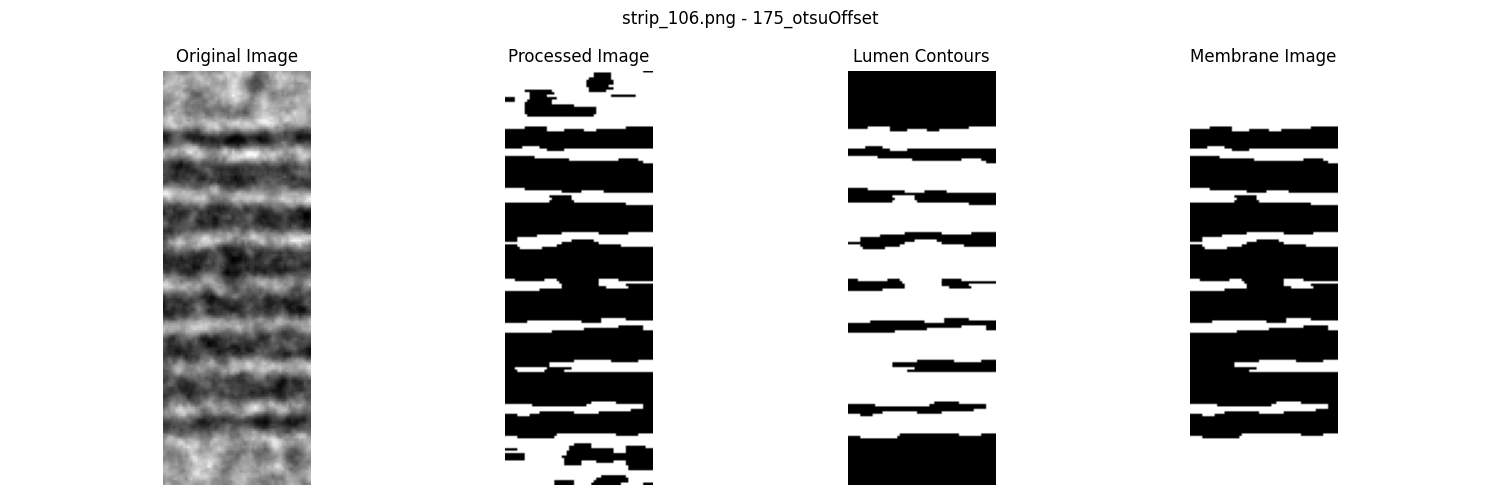 strip_106.png - 175_otsuOffset
Original Image
Processed Image
Lumen Contours
Membrane Image